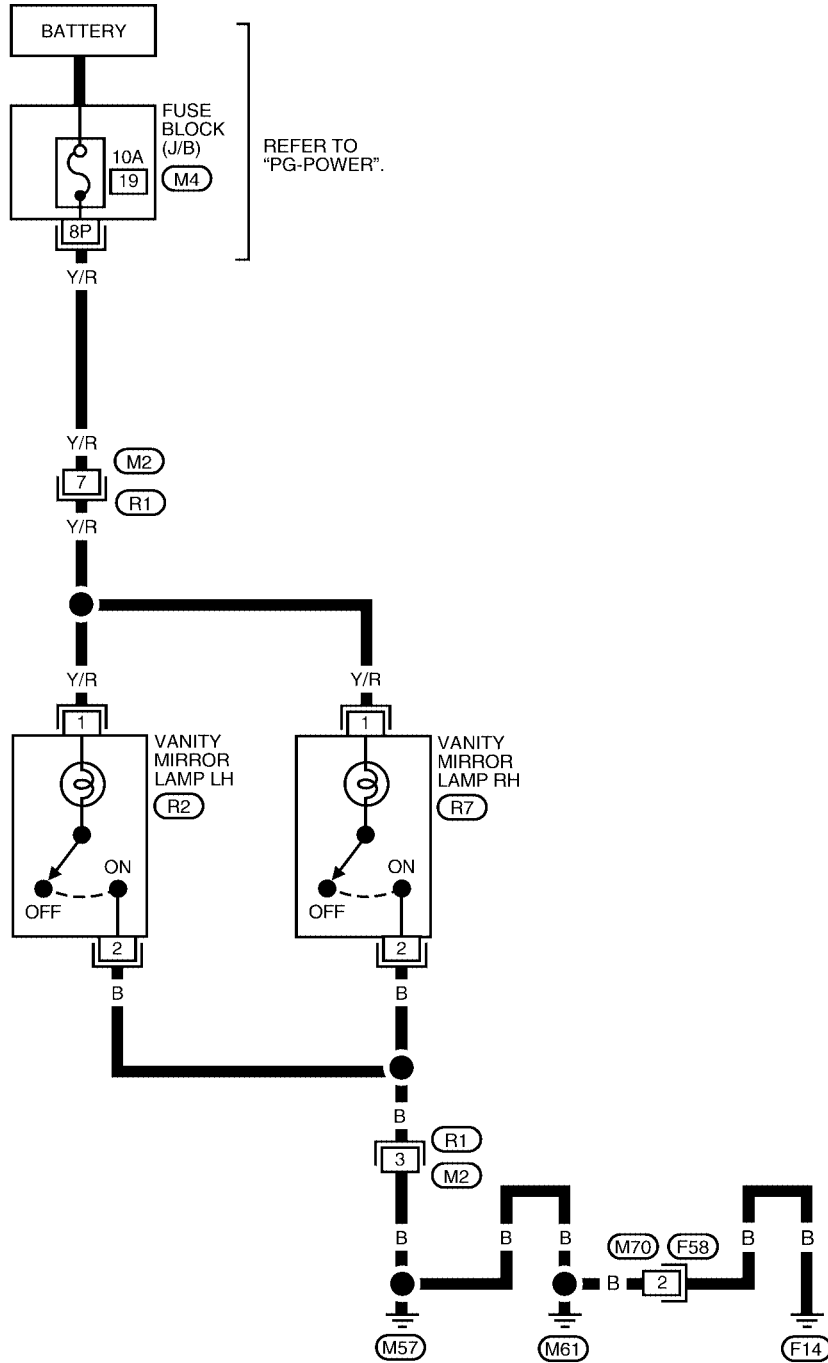 BATTERY
FUSE
BLOCK
(J/B)
10A
19
M4
REFER TO
"PG-POWER".
8P
Y/R
Y/R
M2
7
R1
Y/R
Y/R
Y/R
1
1
VANITY
MIRROR
LAMP LH
R2
VANITY
MIRROR
LAMP RH
R7
ON
OFF
ON
OFF
2
2
B
B
B
R1
3
M2
B
B
B
M70
F58
B
B
B
2
M57
M61
F14